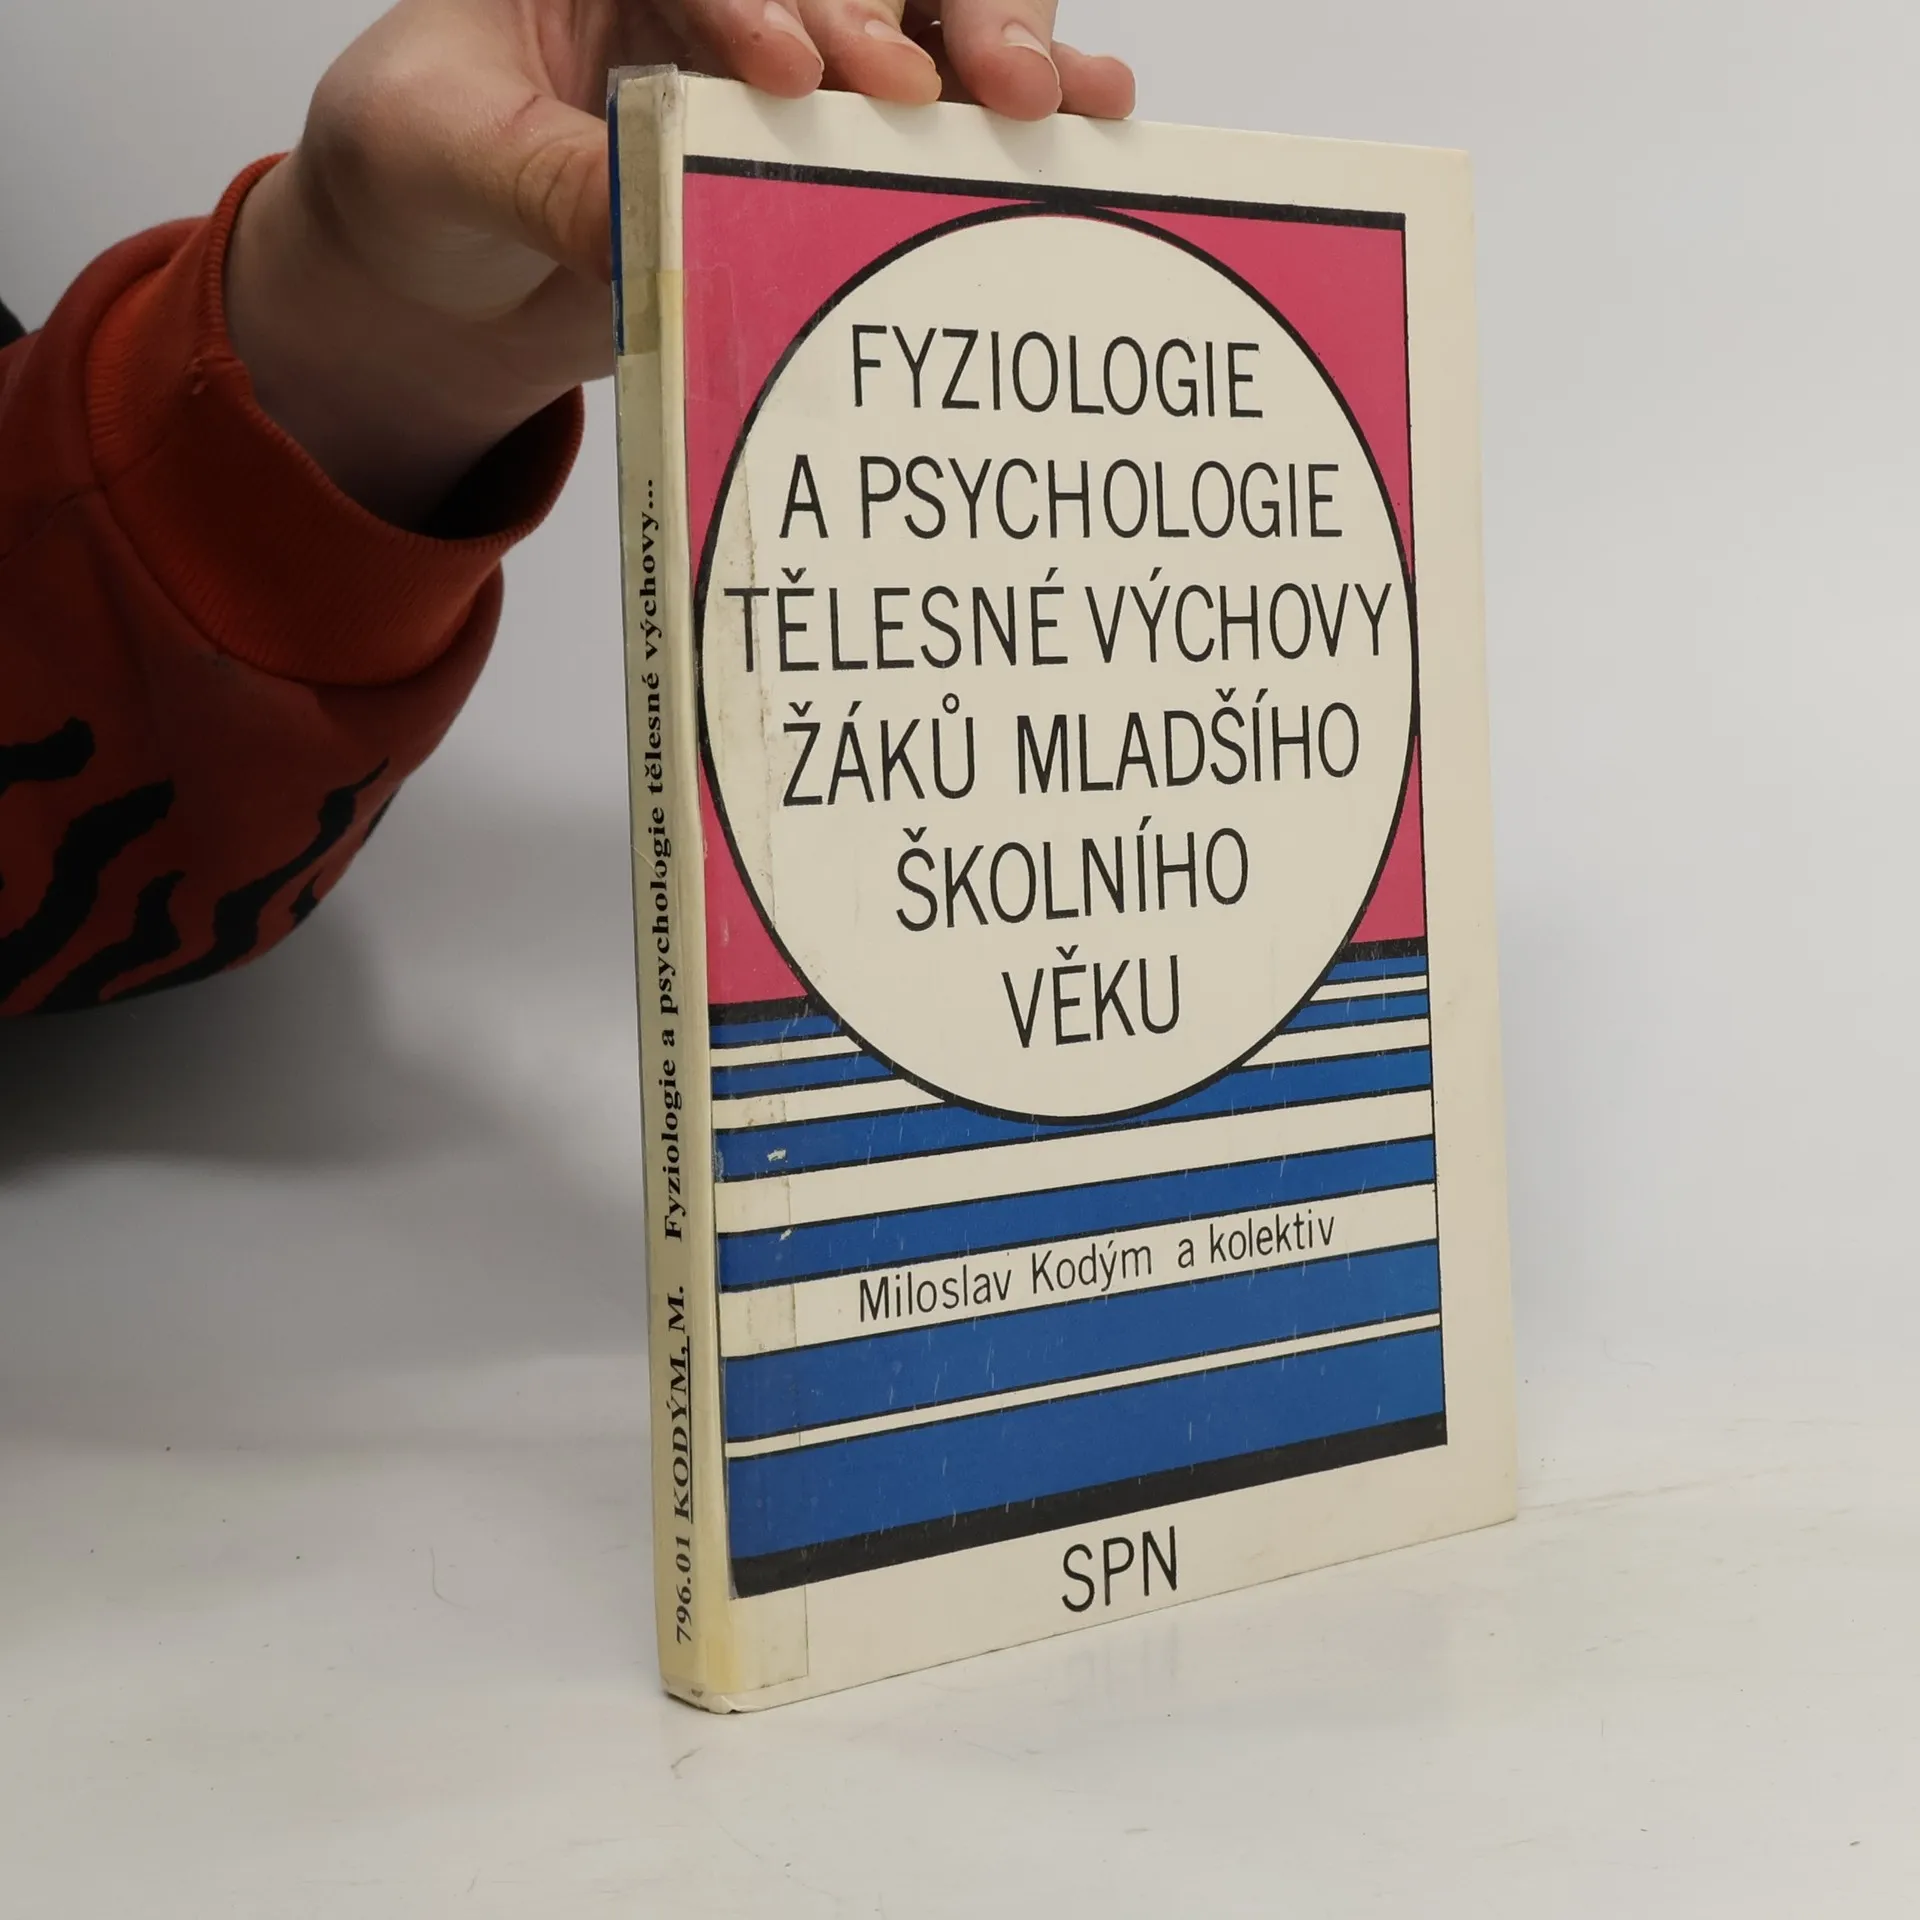 FYZIOLOGIE
A PSYCHOLOGIE
TĚLESNÉ VÝCHOVY
ŽÁKŮ MLADŠÍHO
ŠKOLNÍHO
VĚKU
Miloslav Kodým a kolektiv
SPN
796.01 KODÝM, M. Fyziologie a psychologie tělesné výchovy...